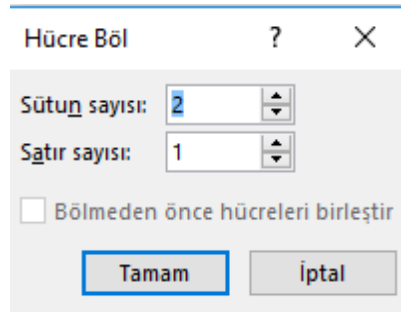 Hücre Böl ?
Sütun sayısı: 2
Satır sayısı: 1
Bölmeden önce hücreleri birleştir
Tamam İptal